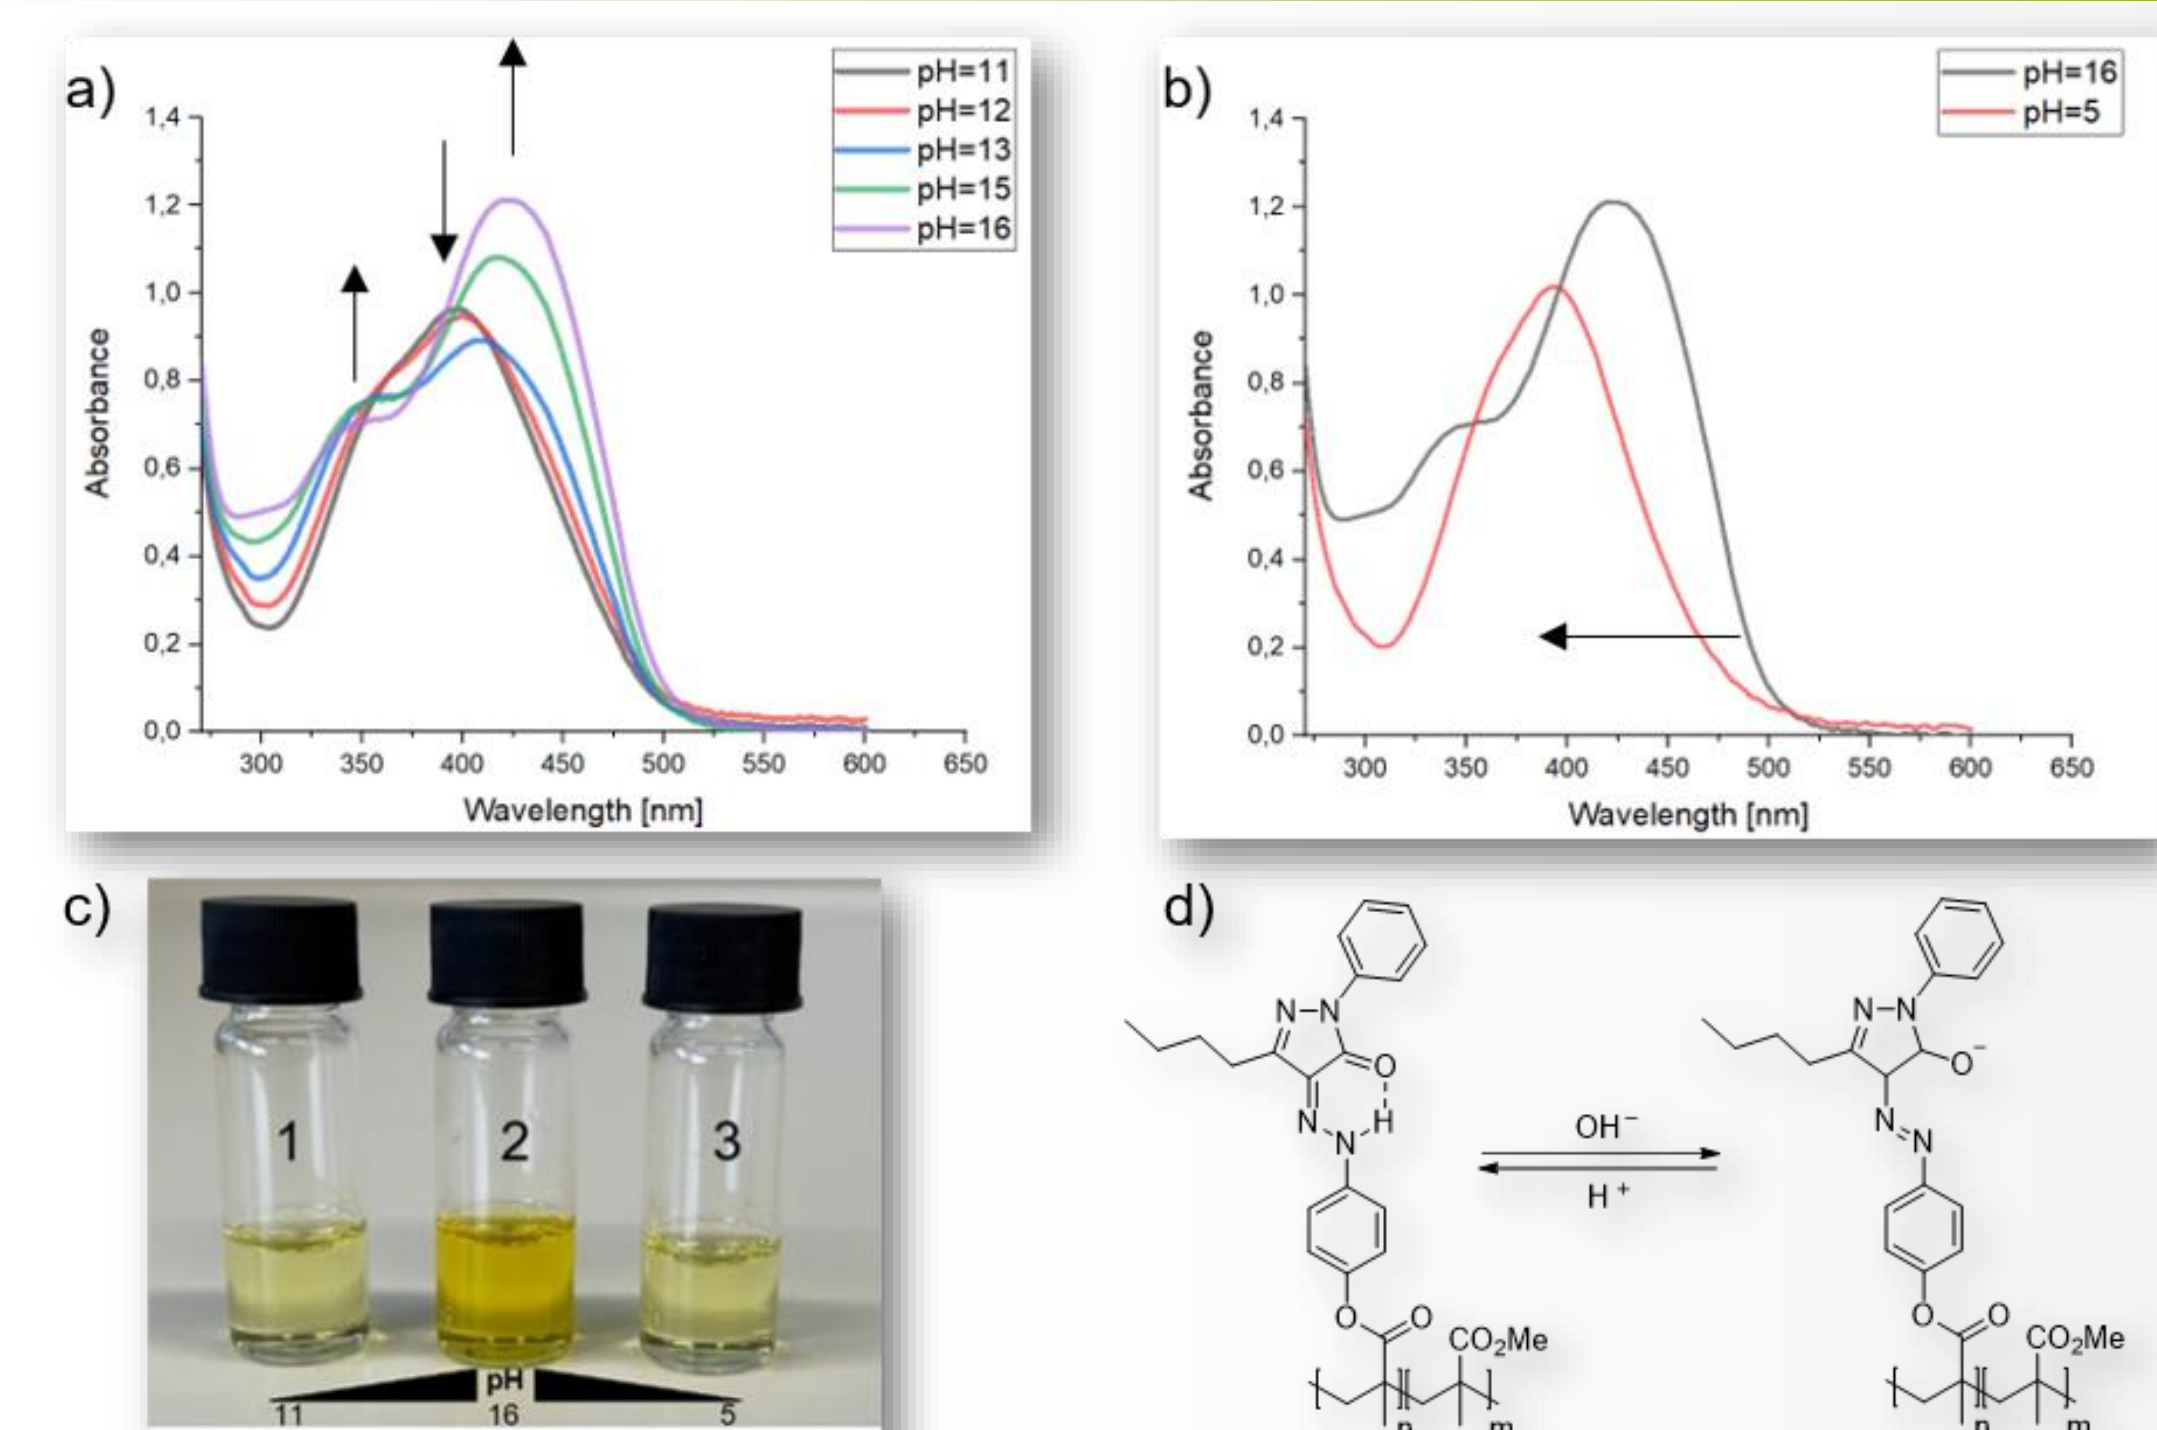 a)
pH=11
pH=12
pH=13
pH=15
pH=16
1,4
1,2
1,0
0,8
0,6
0,4
0,2
0,0
Absorbance
300 350 400 450 500 550 600 650
Wavelength [nm]
b)
pH=16
pH=5
1,4
1,2
1,0
0,8
0,6
0,4
0,2
0,0
Absorbance
300 350 400 450 500 550 600 650
Wavelength [nm]
c)
1 2 3
pH
11 16 5
d)
N N
O
N H
N
O O
CO₂Me
n m
OH⁻
H⁺
N N
O⁻
N
N
O O
CO₂Me
n m